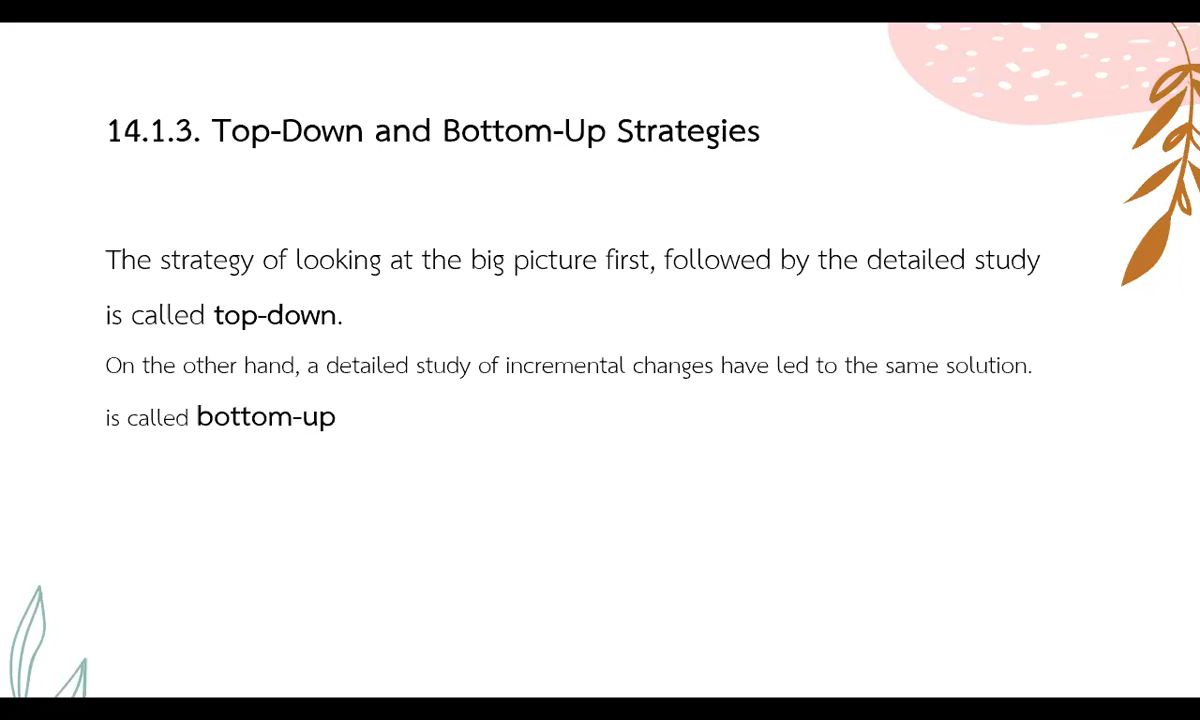 14.1.3. Top-Down and Bottom-Up Strategies
The strategy of looking at the big picture first, followed by the detailed study
is called top-down.
On the other hand, a detailed study of incremental changes have led to the same solution.
is called bottom-up